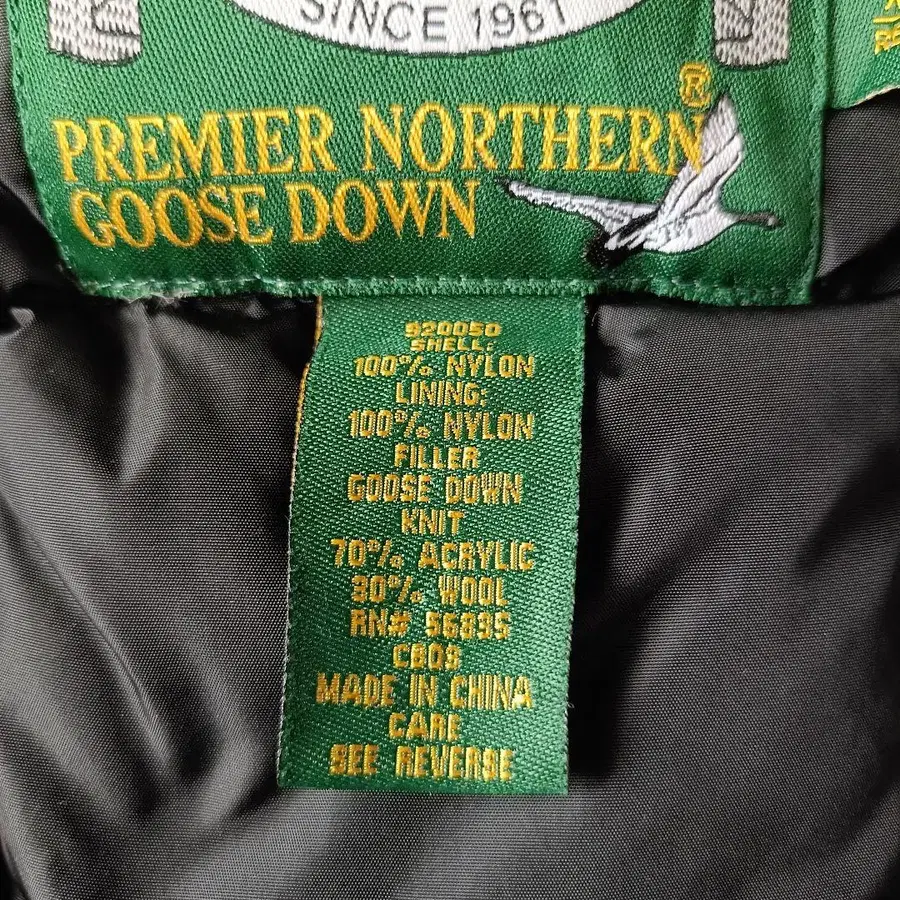 SINCE 1961
PREMIER NORTHERN®
GOOSE DOWN
920050
SHELL:
100% NYLON
LINING:
100% NYLON
FILLER
GOOSE DOWN
KNIT
70% ACRYLIC
30% WOOL
RN# 56835
CB09
MADE IN CHINA
CARE
SEE REVERSE